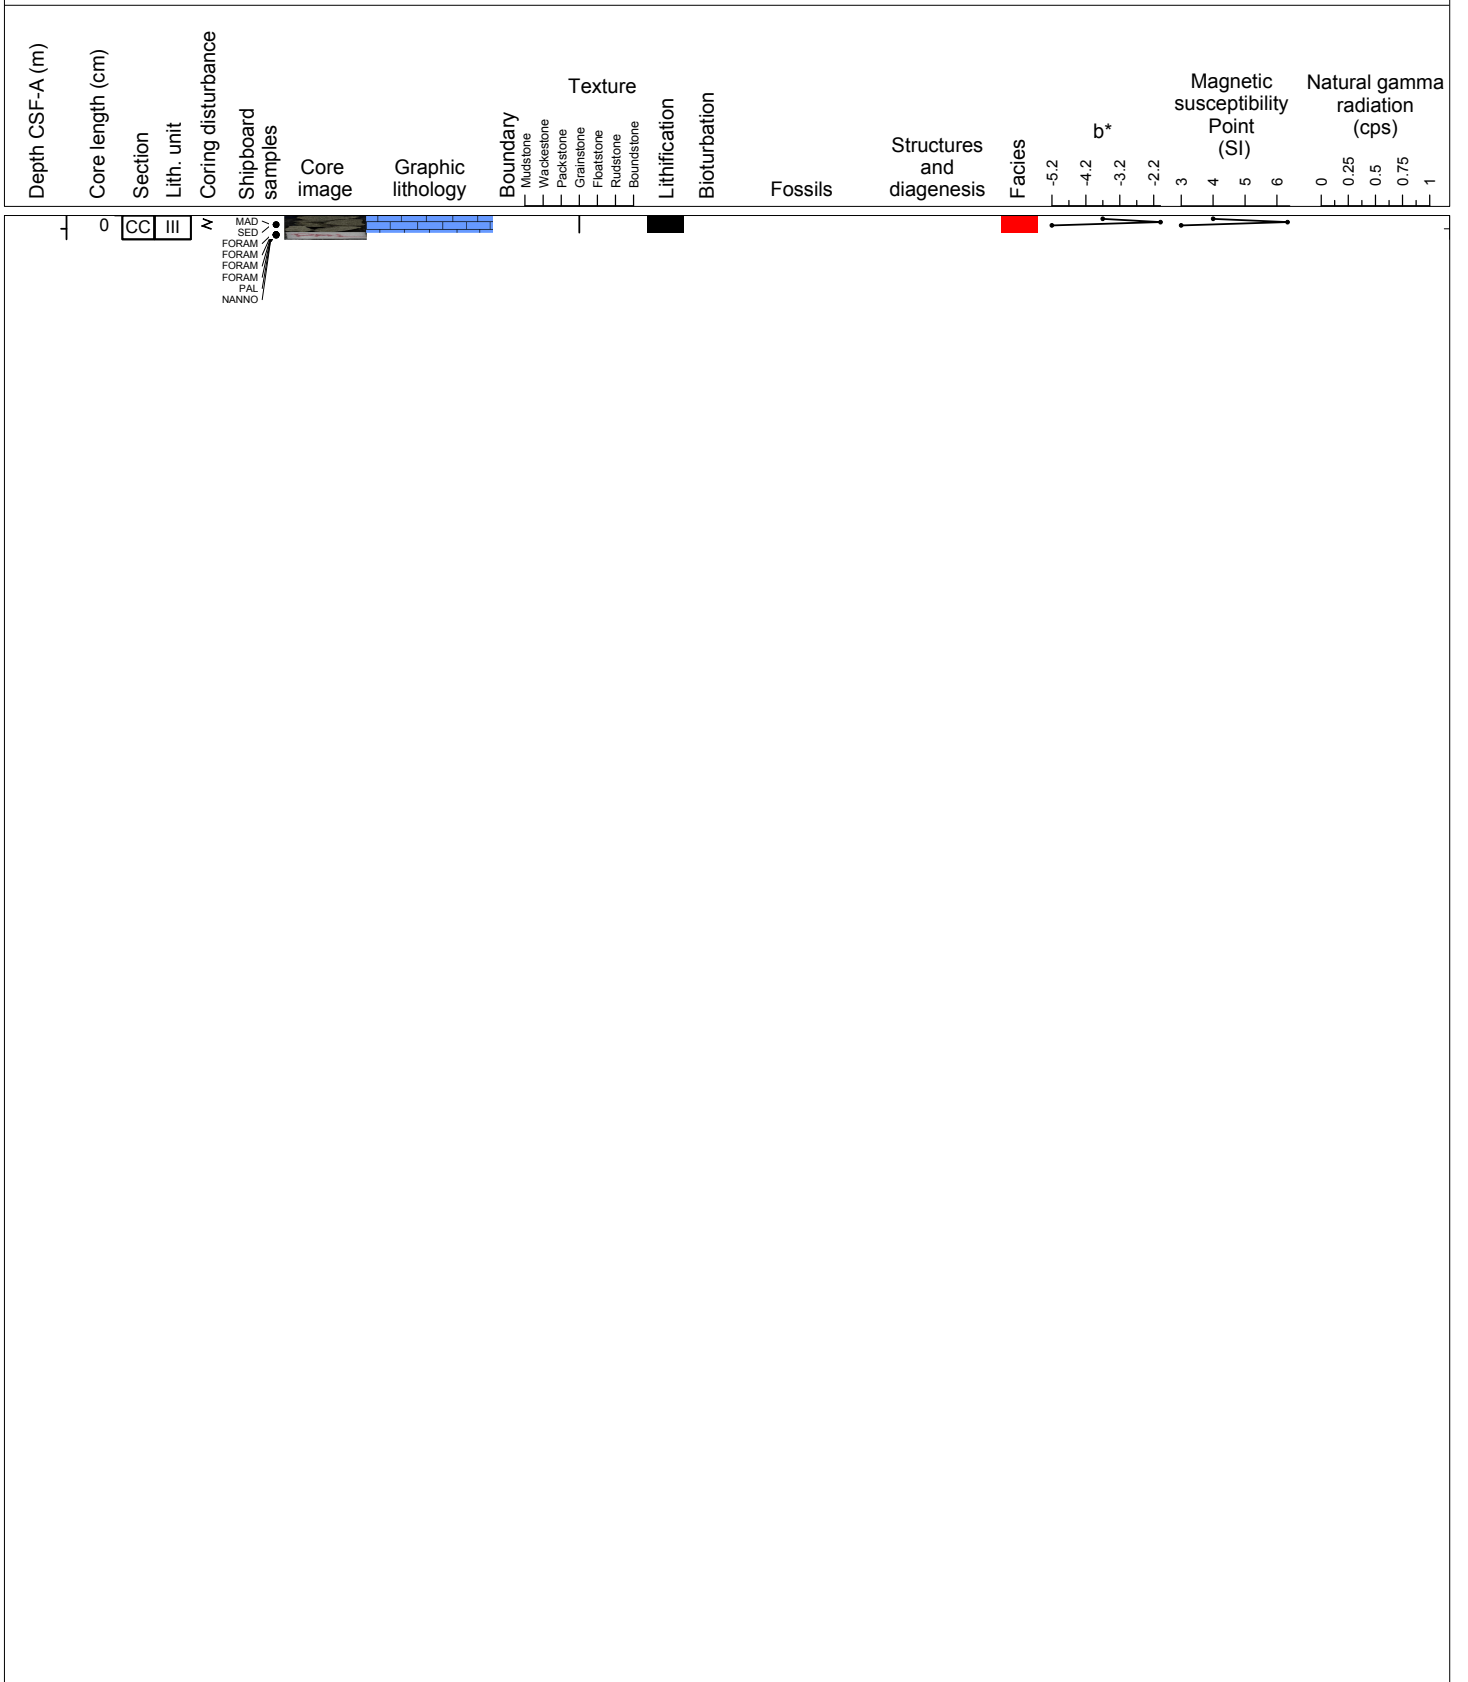 Depth CSF-A (m)
Core length (cm)
Section
Lith. unit
Coring disturbance
Shipboard
samples
Core
image
Graphic
lithology
Boundary
Texture
Mudstone
Wackestone
Packstone
Grainstone
Floatstone
Rudstone
Boundstone
Lithification
Bioturbation
Fossils
Structures
and
diagenesis
Facies
b*
-5.2
-4.2
-3.2
-2.2
Magnetic
susceptibility
Point
(SI)
3
4
5
6
Natural gamma
radiation
(cps)
0
0.25
0.5
0.75
1
0
CC
III
MAD
SED
FORAM
FORAM
FORAM
FORAM
PAL
NANNO